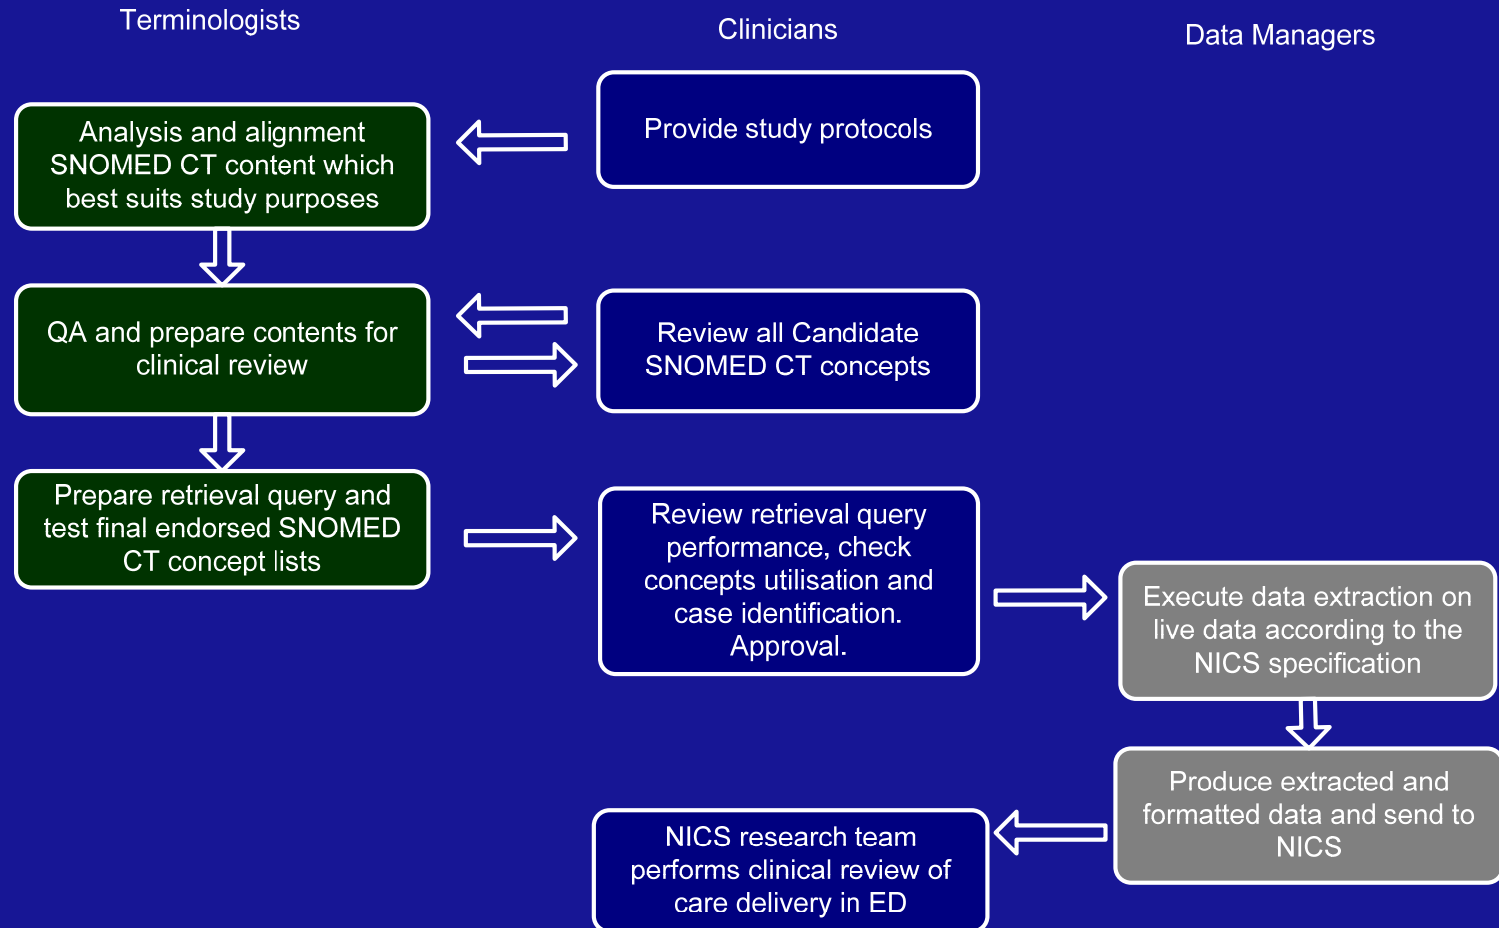 Terminologists
Clinicians
Data Managers
Provide study protocols
Analysis and alignment
SNOMED CT content which
best suits study purposes
QA and prepare contents for
clinical review
Review all Candidate
SNOMED CT concepts
Prepare retrieval query and
test final endorsed SNOMED
CT concept lists
Review retrieval query
performance, check
concepts utilisation and
case identification.
Approval.
Execute data extraction on
live data according to the
NICS specification
Produce extracted and
formatted data and send to
NICS
NICS research team
performs clinical review of
care delivery in ED